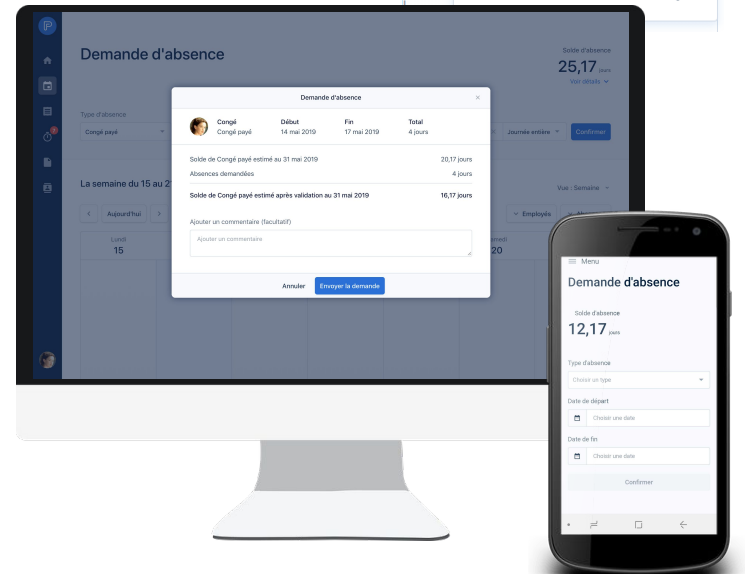 P
Demande d'absence
Solde d'absence
25,17 jours
Voir détails
Type d'absence
Congé payé
Journée entière
Confirmer
Demande d'absence
Congé Début Fin Total
Congé payé 14 mai 2019 17 mai 2019 4 jours
Solde de Congé payé estimé au 31 mai 2019 20,17 jours
Absences demandées 4 jours
Solde de Congé payé estimé après validation au 31 mai 2019 16,17 jours
Ajouter un commentaire (facultatif)
Ajouter un commentaire
Annuler Envoyer la demande
La semaine du 15 au 2
Vue : Semaine
Aujourd'hui
Employés
Lundi
15
20
Menu
Demande d'absence
Solde d'absence
12,17 jours
Type d'absence
Choisir un type
Date de départ
Choisir une date
Date de fin
Choisir une date
Confirmer